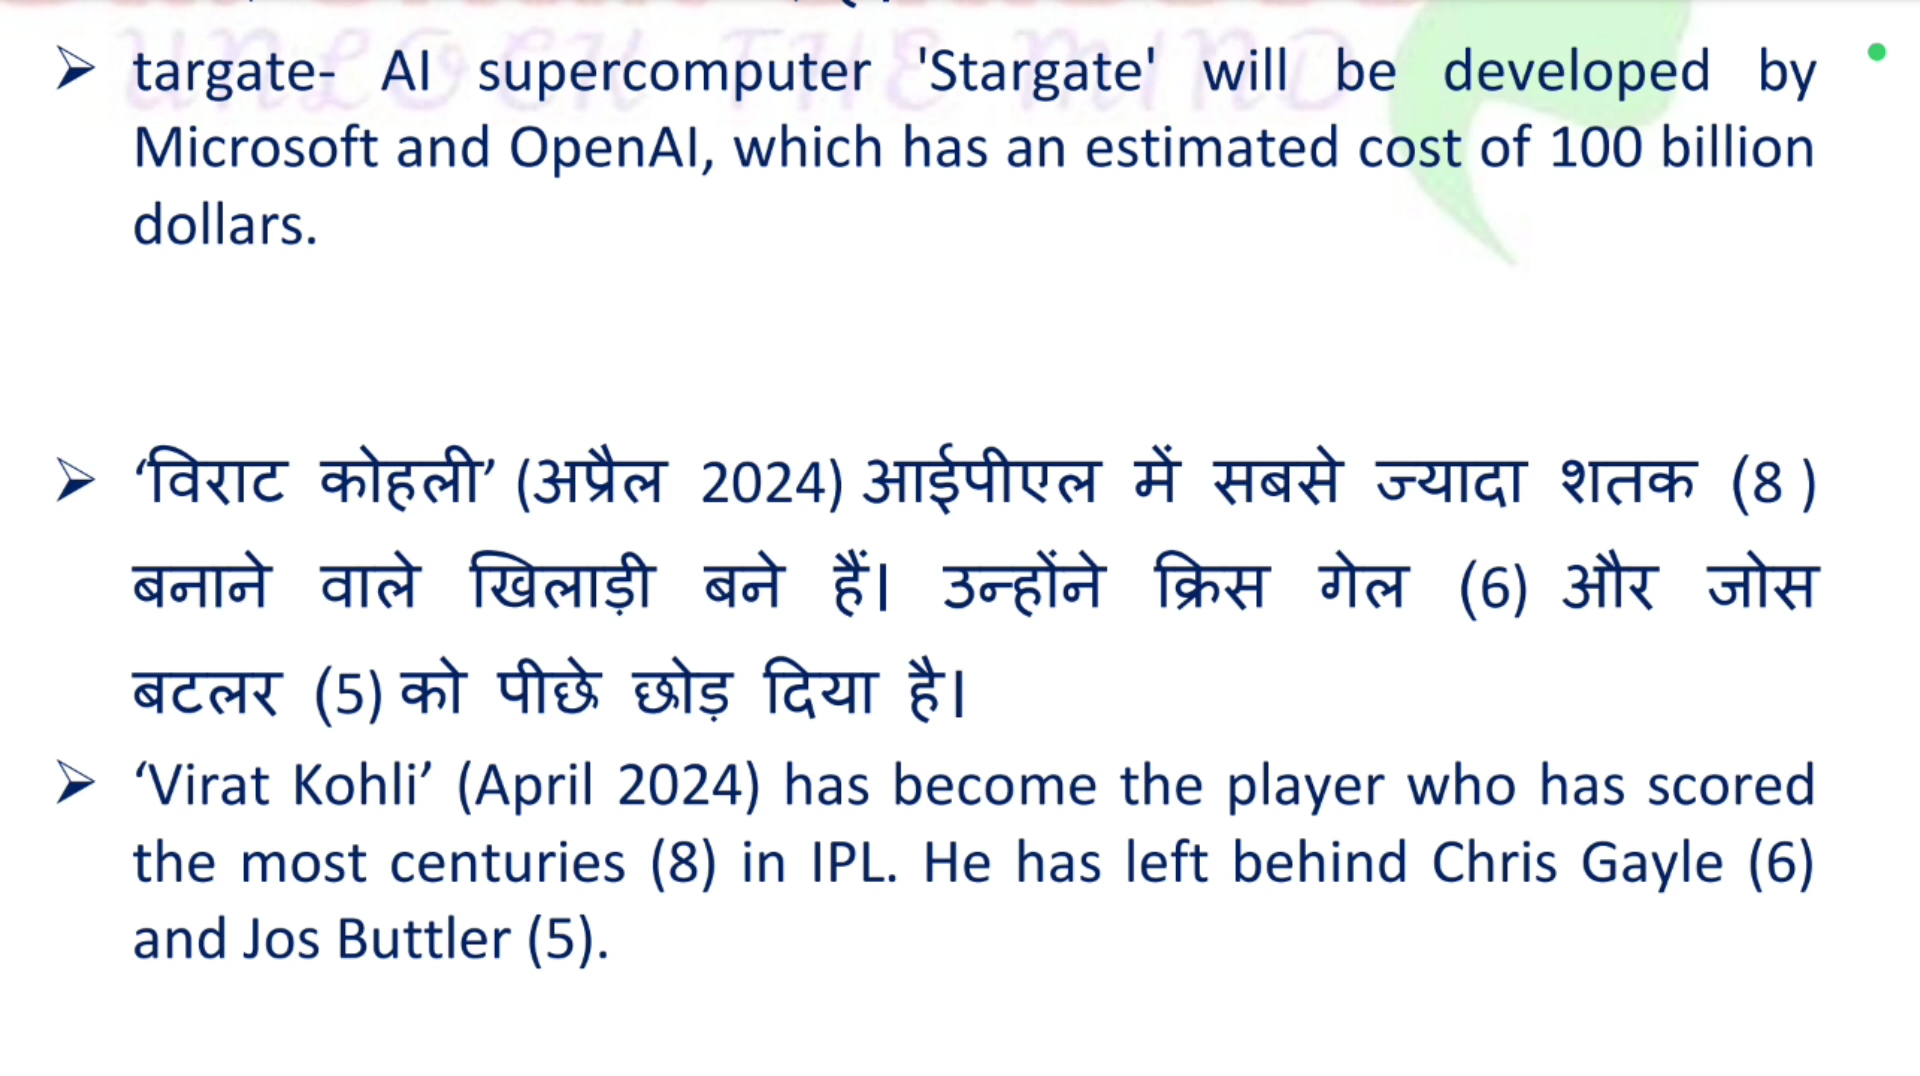 UNLOCK THE MIND
➢ targate- AI supercomputer 'Stargate' will be developed by
Microsoft and OpenAI, which has an estimated cost of 100 billion
dollars.
➢ ‘विराट कोहली’ (अप्रैल 2024) आईपीएल में सबसे ज्यादा शतक (8 )
बनाने वाले खिलाड़ी बने हैं। उन्होंने क्रिस गेल (6) और जोस
बटलर (5) को पीछे छोड़ दिया है।
➢ ‘Virat Kohli’ (April 2024) has become the player who has scored
the most centuries (8) in IPL. He has left behind Chris Gayle (6)
and Jos Buttler (5).